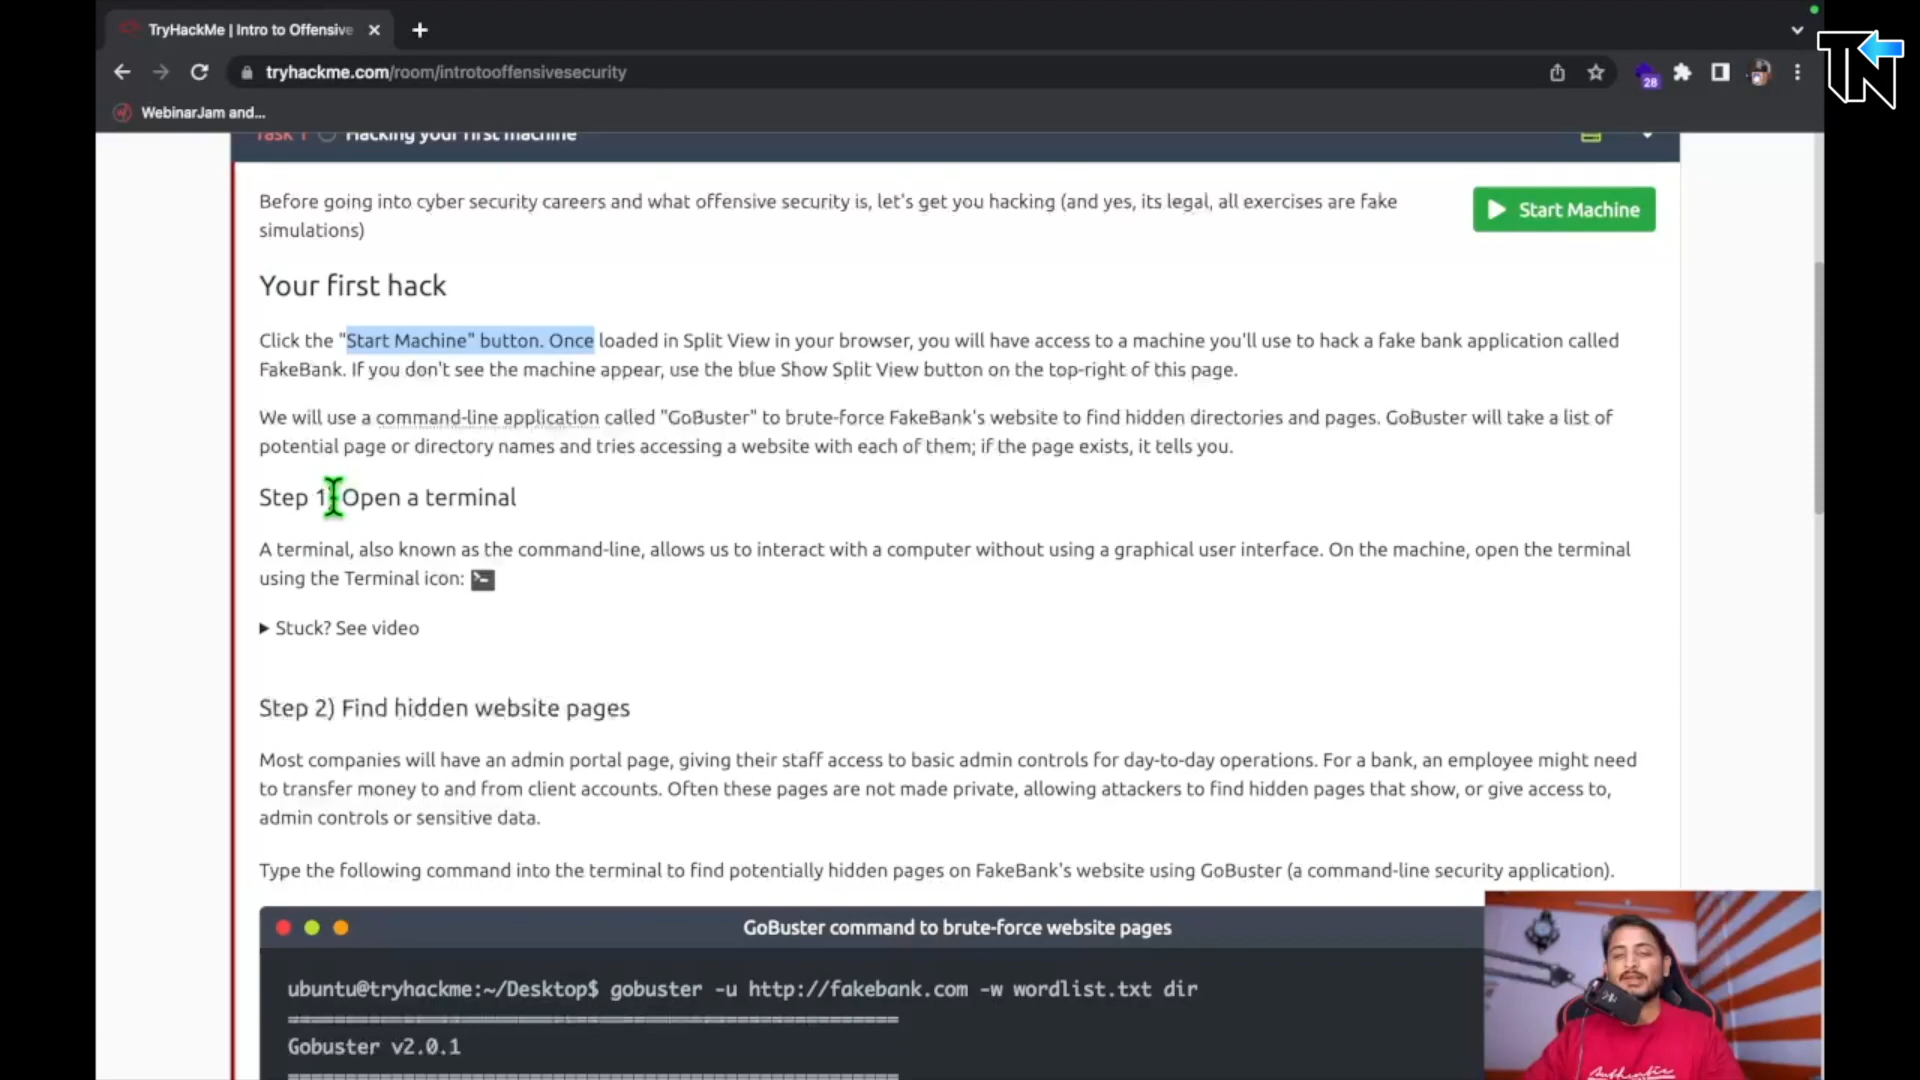 TryHackMe | Intro to Offensive
tryhackme.com/room/introtooffensivesecurity
28
TN
WebinarJam and...
Task 1 Hacking your first machine
Before going into cyber security careers and what offensive security is, let's get you hacking (and yes, its legal, all exercises are fake
simulations)
Start Machine
Your first hack
Click the "Start Machine" button. Once loaded in Split View in your browser, you will have access to a machine you'll use to hack a fake bank application called
FakeBank. If you don't see the machine appear, use the blue Show Split View button on the top-right of this page.
We will use a command-line application called "GoBuster" to brute-force FakeBank's website to find hidden directories and pages. GoBuster will take a list of
potential page or directory names and tries accessing a website with each of them; if the page exists, it tells you.
Step 1) Open a terminal
A terminal, also known as the command-line, allows us to interact with a computer without using a graphical user interface. On the machine, open the terminal
using the Terminal icon:
Stuck? See video
Step 2) Find hidden website pages
Most companies will have an admin portal page, giving their staff access to basic admin controls for day-to-day operations. For a bank, an employee might need
to transfer money to and from client accounts. Often these pages are not made private, allowing attackers to find hidden pages that show, or give access to,
admin controls or sensitive data.
Type the following command into the terminal to find potentially hidden pages on FakeBank's website using GoBuster (a command-line security application).
GoBuster command to brute-force website pages
ubuntu@tryhackme:~/Desktop$ gobuster -u http://fakebank.com -w wordlist.txt dir
=====================================================
Gobuster v2.0.1
=====================================================
Authentic